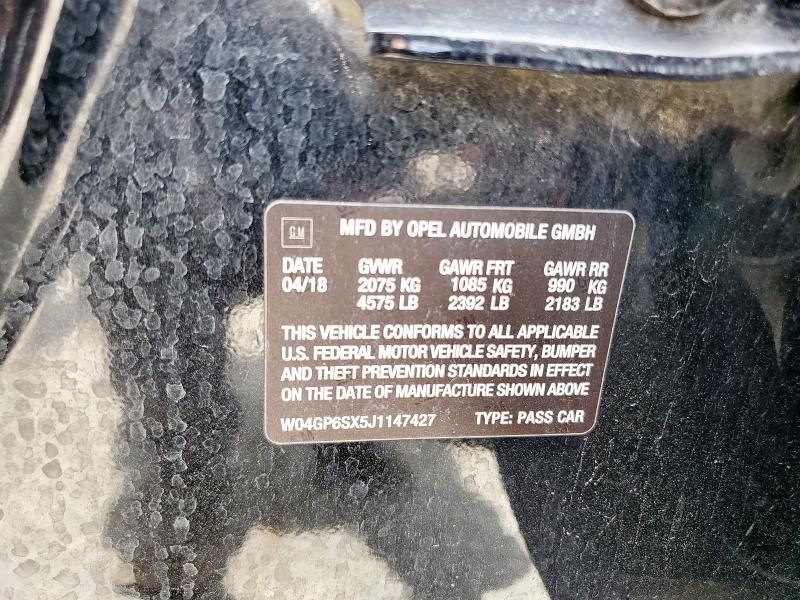 GM MFD BY OPEL AUTOMOBILE GMBH
DATE GVWR GAWR FRT GAWR RR
04/18 2075 KG 1085 KG 990 KG
4575 LB 2392 LB 2183 LB
THIS VEHICLE CONFORMS TO ALL APPLICABLE
U.S. FEDERAL MOTOR VEHICLE SAFETY, BUMPER
AND THEFT PREVENTION STANDARDS IN EFFECT
ON THE DATE OF MANUFACTURE SHOWN ABOVE
W04GP6SX5J1147427 TYPE: PASS CAR